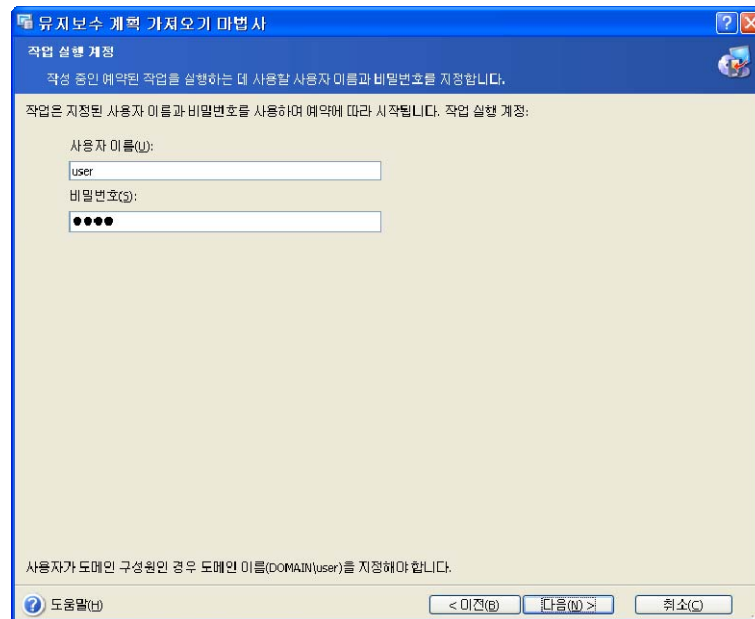 유지보수 계획 가져오기 마법사
작업 실행 계정
작성 중인 예약된 작업을 실행하는 데 사용할 사용자 이름과 비밀번호를 지정합니다.
작업은 지정된 사용자 이름과 비밀번호를 사용하여 예약에 따라 시작됩니다. 작업 실행 계정:
사용자 이름(U):
user
비밀번호(S):
●●●●
사용자가 도메인 구성원인 경우 도메인 이름(DOMAIN\user)을 지정해야 합니다.
도움말(H) < 이전(B) 다음(N) > 취소(C)